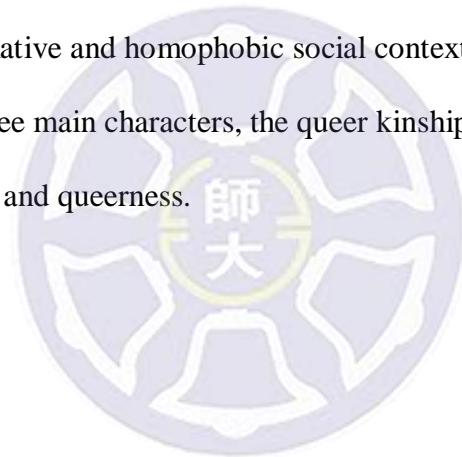 ative and homophobic social context
ee main characters, the queer kinship
and queerness.
師
大